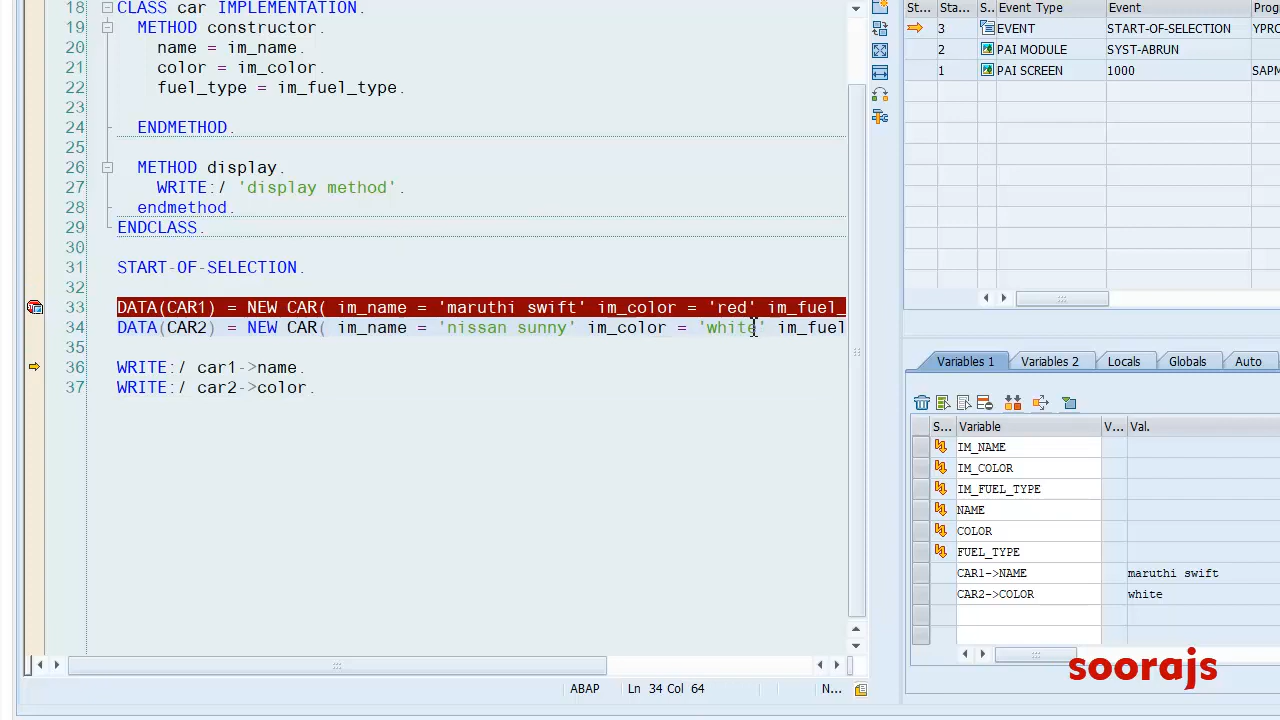 18 CLASS car IMPLEMENTATION.
19 METHOD constructor.
20 name = im_name.
21 color = im_color.
22 fuel_type = im_fuel_type.
23
24 ENDMETHOD.
25
26 METHOD display.
27 WRITE:/ 'display method'.
28 endmethod.
29 ENDCLASS.
30
31 START-OF-SELECTION.
32
33 DATA(CAR1) = NEW CAR( im_name = 'maruthi swift' im_color = 'red' im_fuel_
34 DATA(CAR2) = NEW CAR( im_name = 'nissan sunny' im_color = 'white' im_fuel
35
36 WRITE:/ car1->name.
37 WRITE:/ car2->color.
ABAP Ln 34 Col 64 N...
St... Sta... S.. Event Type Event Prog
3 EVENT START-OF-SELECTION YPRO
2 PAI MODULE SYST-ABRUN
1 PAI SCREEN 1000 SAPM
Variables 1 Variables 2 Locals Globals Auto
S... Variable V... Val.
IM_NAME
IM_COLOR
IM_FUEL_TYPE
NAME
COLOR
FUEL_TYPE
CAR1->NAME maruthi swift
CAR2->COLOR white
soorajs